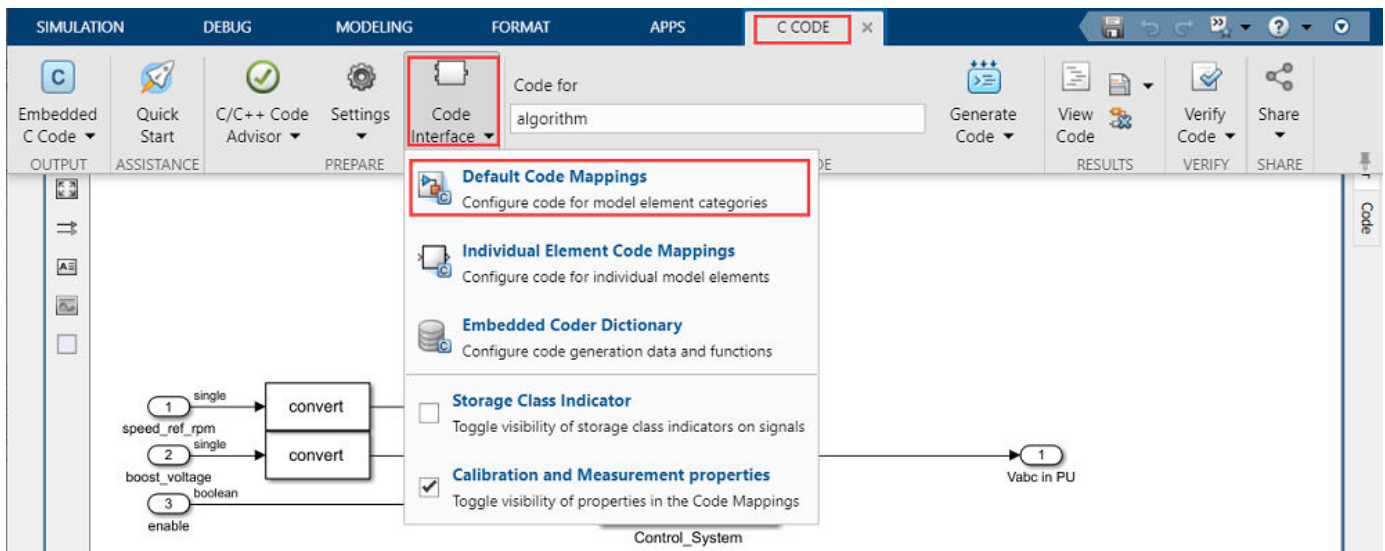 SIMULATION DEBUG MODELING FORMAT APPS C CODE
Code for
algorithm
Embedded C Code
Quick Start
C/C++ Code Advisor
Settings
Code Interface
Generate Code
View Code
Verify Code
Share
OUTPUT ASSISTANCE PREPARE DE RESULTS VERIFY SHARE
Default Code Mappings
Configure code for model element categories
Individual Element Code Mappings
Configure code for individual model elements
Embedded Coder Dictionary
Configure code generation data and functions
Storage Class Indicator
Toggle visibility of storage class indicators on signals
Calibration and Measurement properties
Toggle visibility of properties in the Code Mappings
Code
1 single convert
speed_ref_rpm
2 single convert
boost_voltage
3 boolean
enable
1
Vabc in PU
Control_System